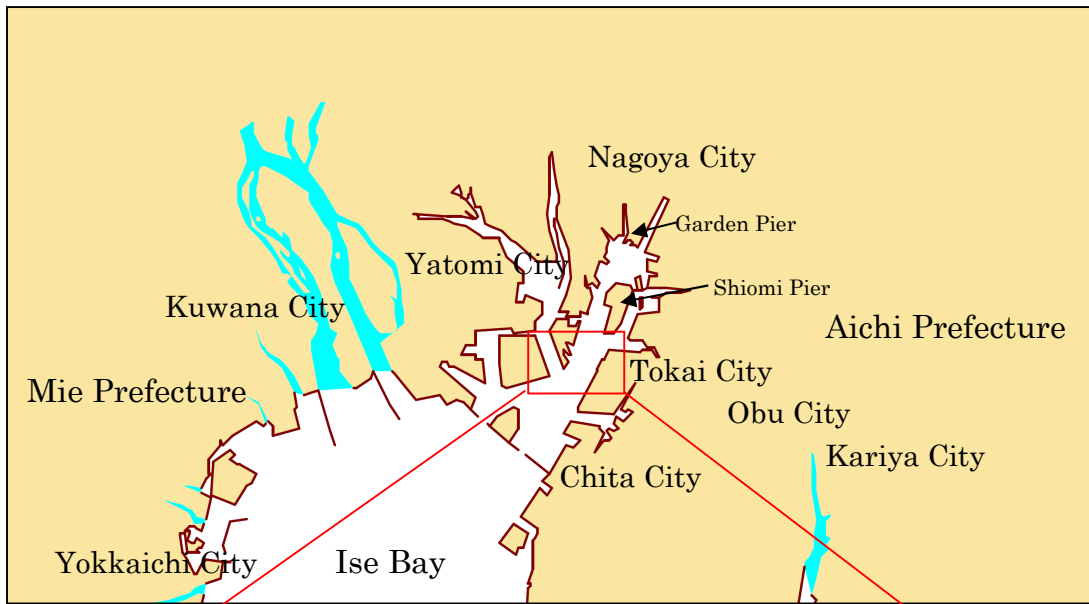 Nagoya City
Garden Pier
Yatomi City
Shiomi Pier
Kuwana City
Aichi Prefecture
Tokai City
Mie Prefecture
Obu City
Kariya City
Chita City
Yokkaichi City
Ise Bay